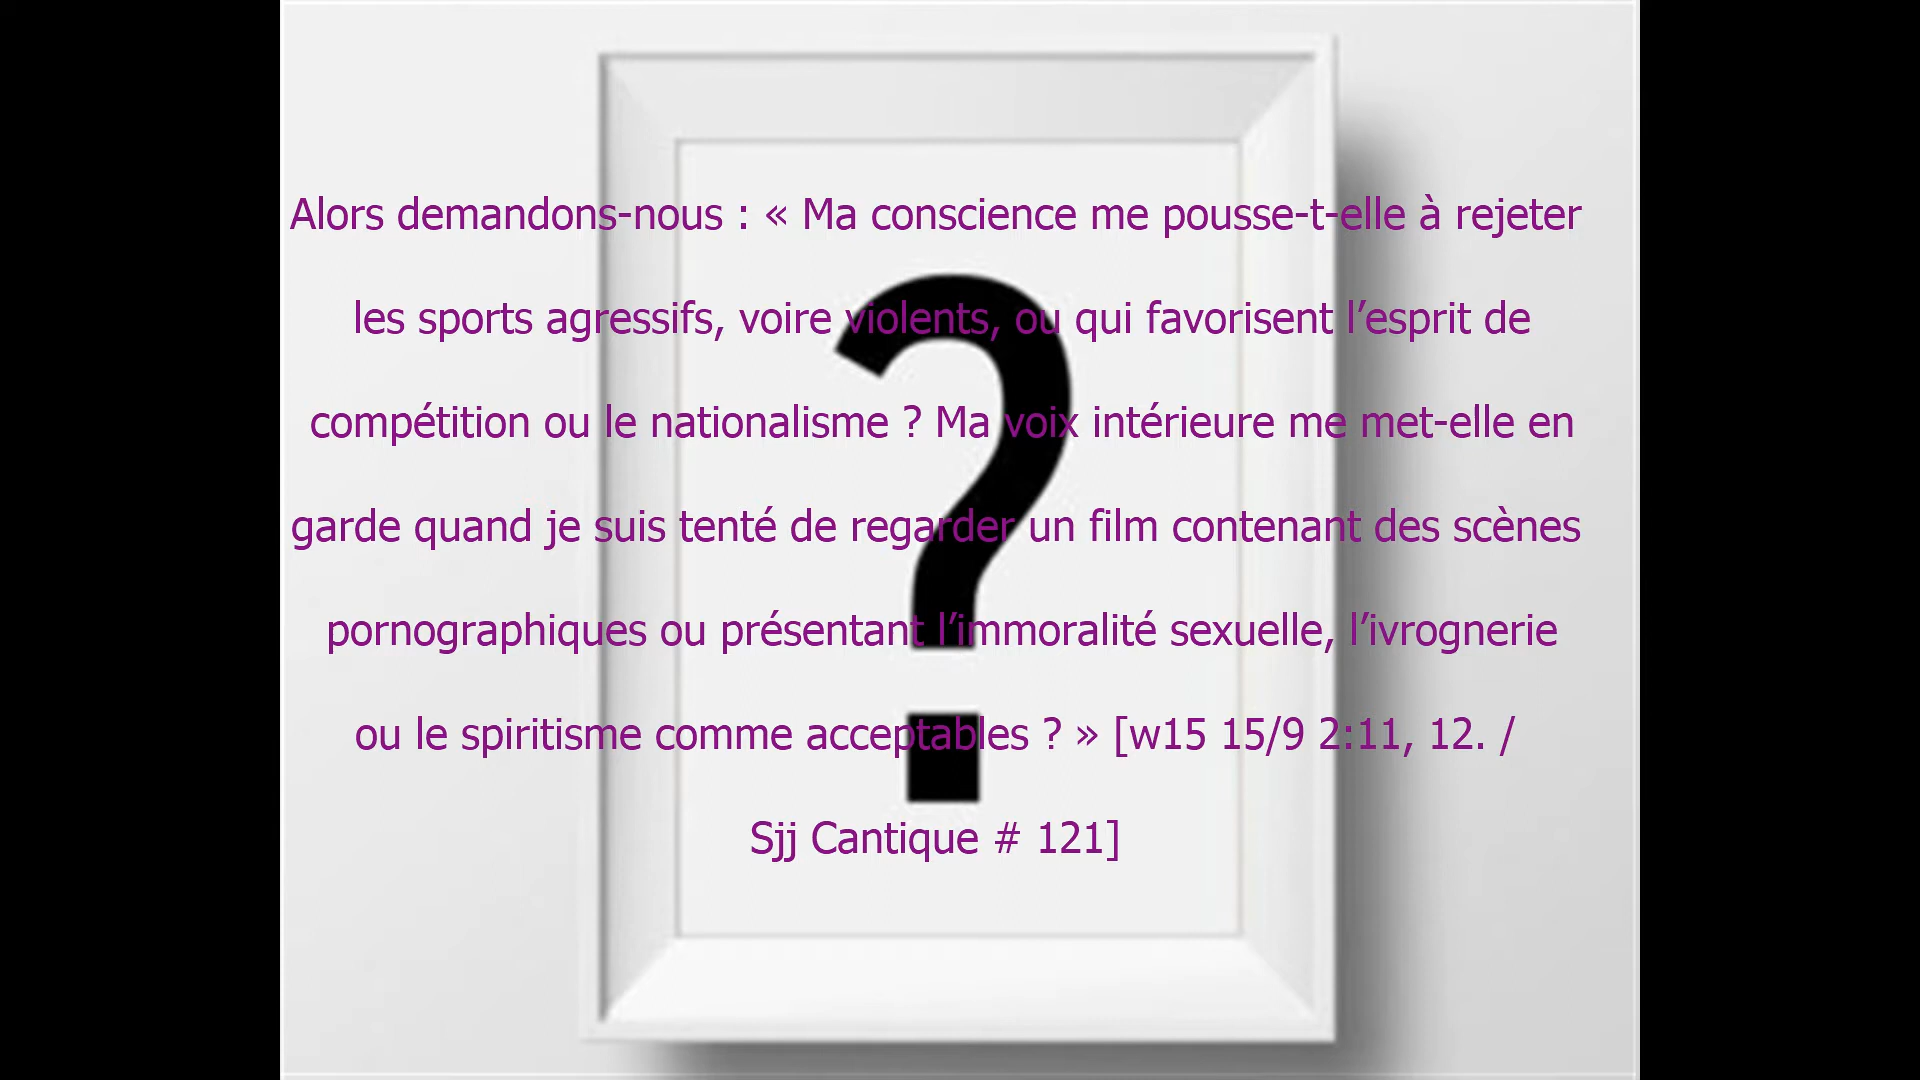 Alors demandons-nous : « Ma conscience me pousse-t-elle à rejeter
les sports agressifs, voire violents, ou qui favorisent l’esprit de
compétition ou le nationalisme ? Ma voix intérieure me met-elle en
garde quand je suis tenté de regarder un film contenant des scènes
pornographiques ou présentant l’immoralité sexuelle, l’ivrognerie
ou le spiritisme comme acceptables ? » [w15 15/9 2:11, 12. /
Sjj Cantique # 121]